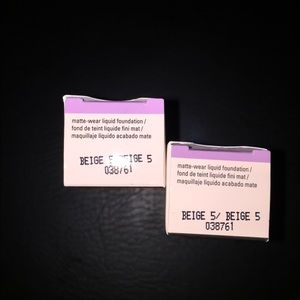 matte-wear liquid foundation /
fond de teint liquide fini mat /
maquillaje líquido acabado mate
BEIGE 5/ BEIGE 5
038761
matte-wear liquid foundation /
fond de teint liquide fini mat /
maquillaje líquido acabado mate
BEIGE 5/ BEIGE 5
038761